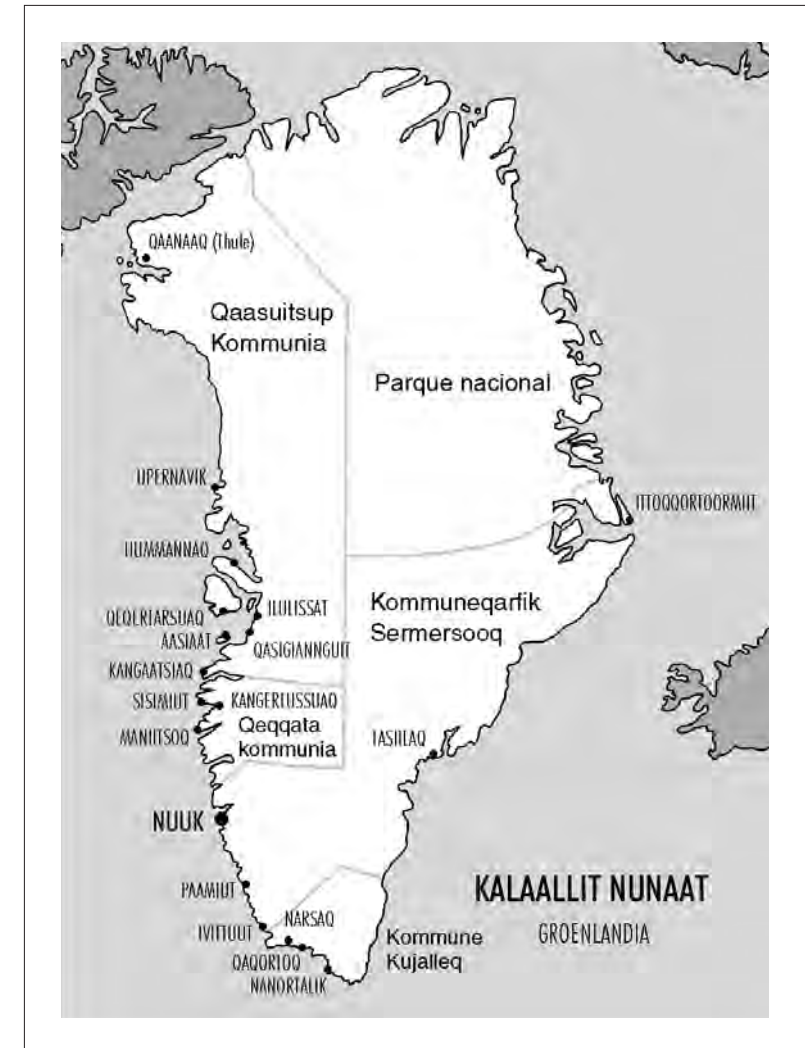 QAANAAQ (Thule)
Qaasuitsup
Kommunia
Parque nacional
UPERNAVIK
ITTOQQORTOORMIIT
UUMMANNAQ
Kommuneqarfik
Sermersooq
ILULISSAT
QEQERTARSUAQ
AASIAAT
QASIGIANNGUIT
KANGAATSIAQ
SISIMIUT
KANGERLUSSUAQ
MANIITSOQ
Qeqqata
kommunia
TASIILAQ
NUUK
PAAMIUT
KALAALLIT NUNAAT
GROENLANDIA
IVITTUUT
NARSAQ
Kommune
Kujalleq
QAQORTOQ
NANORTALIK